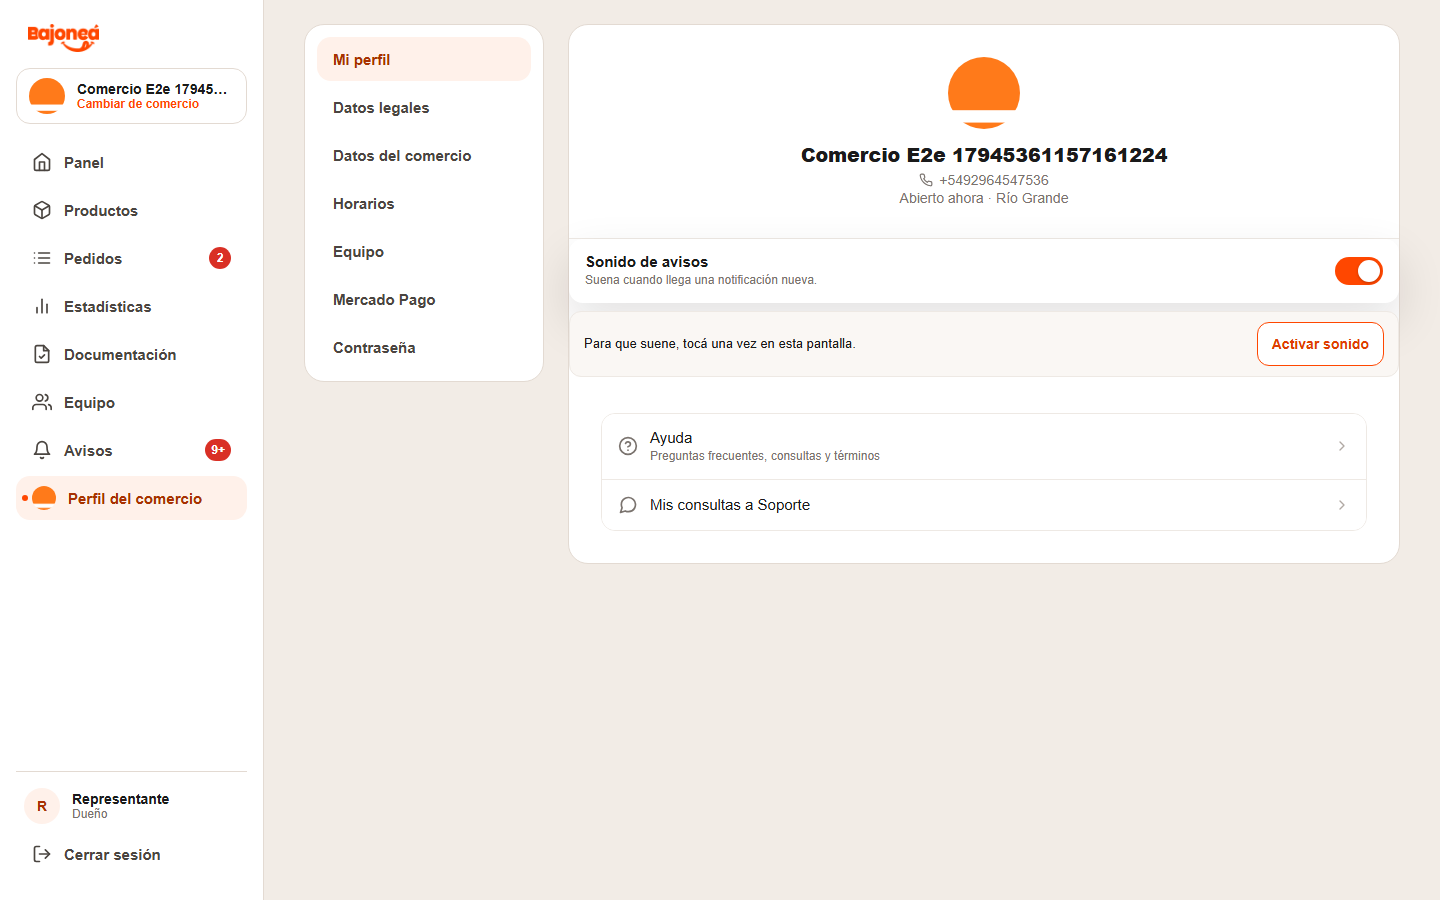 Bajoneá
Comercio E2e 17945...
Cambiar de comercio
Panel
Productos
Pedidos 2
Estadísticas
Documentación
Equipo
Avisos 9+
Perfil del comercio
R
Representante
Dueño
Cerrar sesión
Mi perfil
Datos legales
Datos del comercio
Horarios
Equipo
Mercado Pago
Contraseña
Comercio E2e 17945361157161224
+5492964547536
Abierto ahora · Río Grande
Sonido de avisos
Suena cuando llega una notificación nueva.
Para que suene, tocá una vez en esta pantalla.
Activar sonido
Ayuda
Preguntas frecuentes, consultas y términos
Mis consultas a Soporte